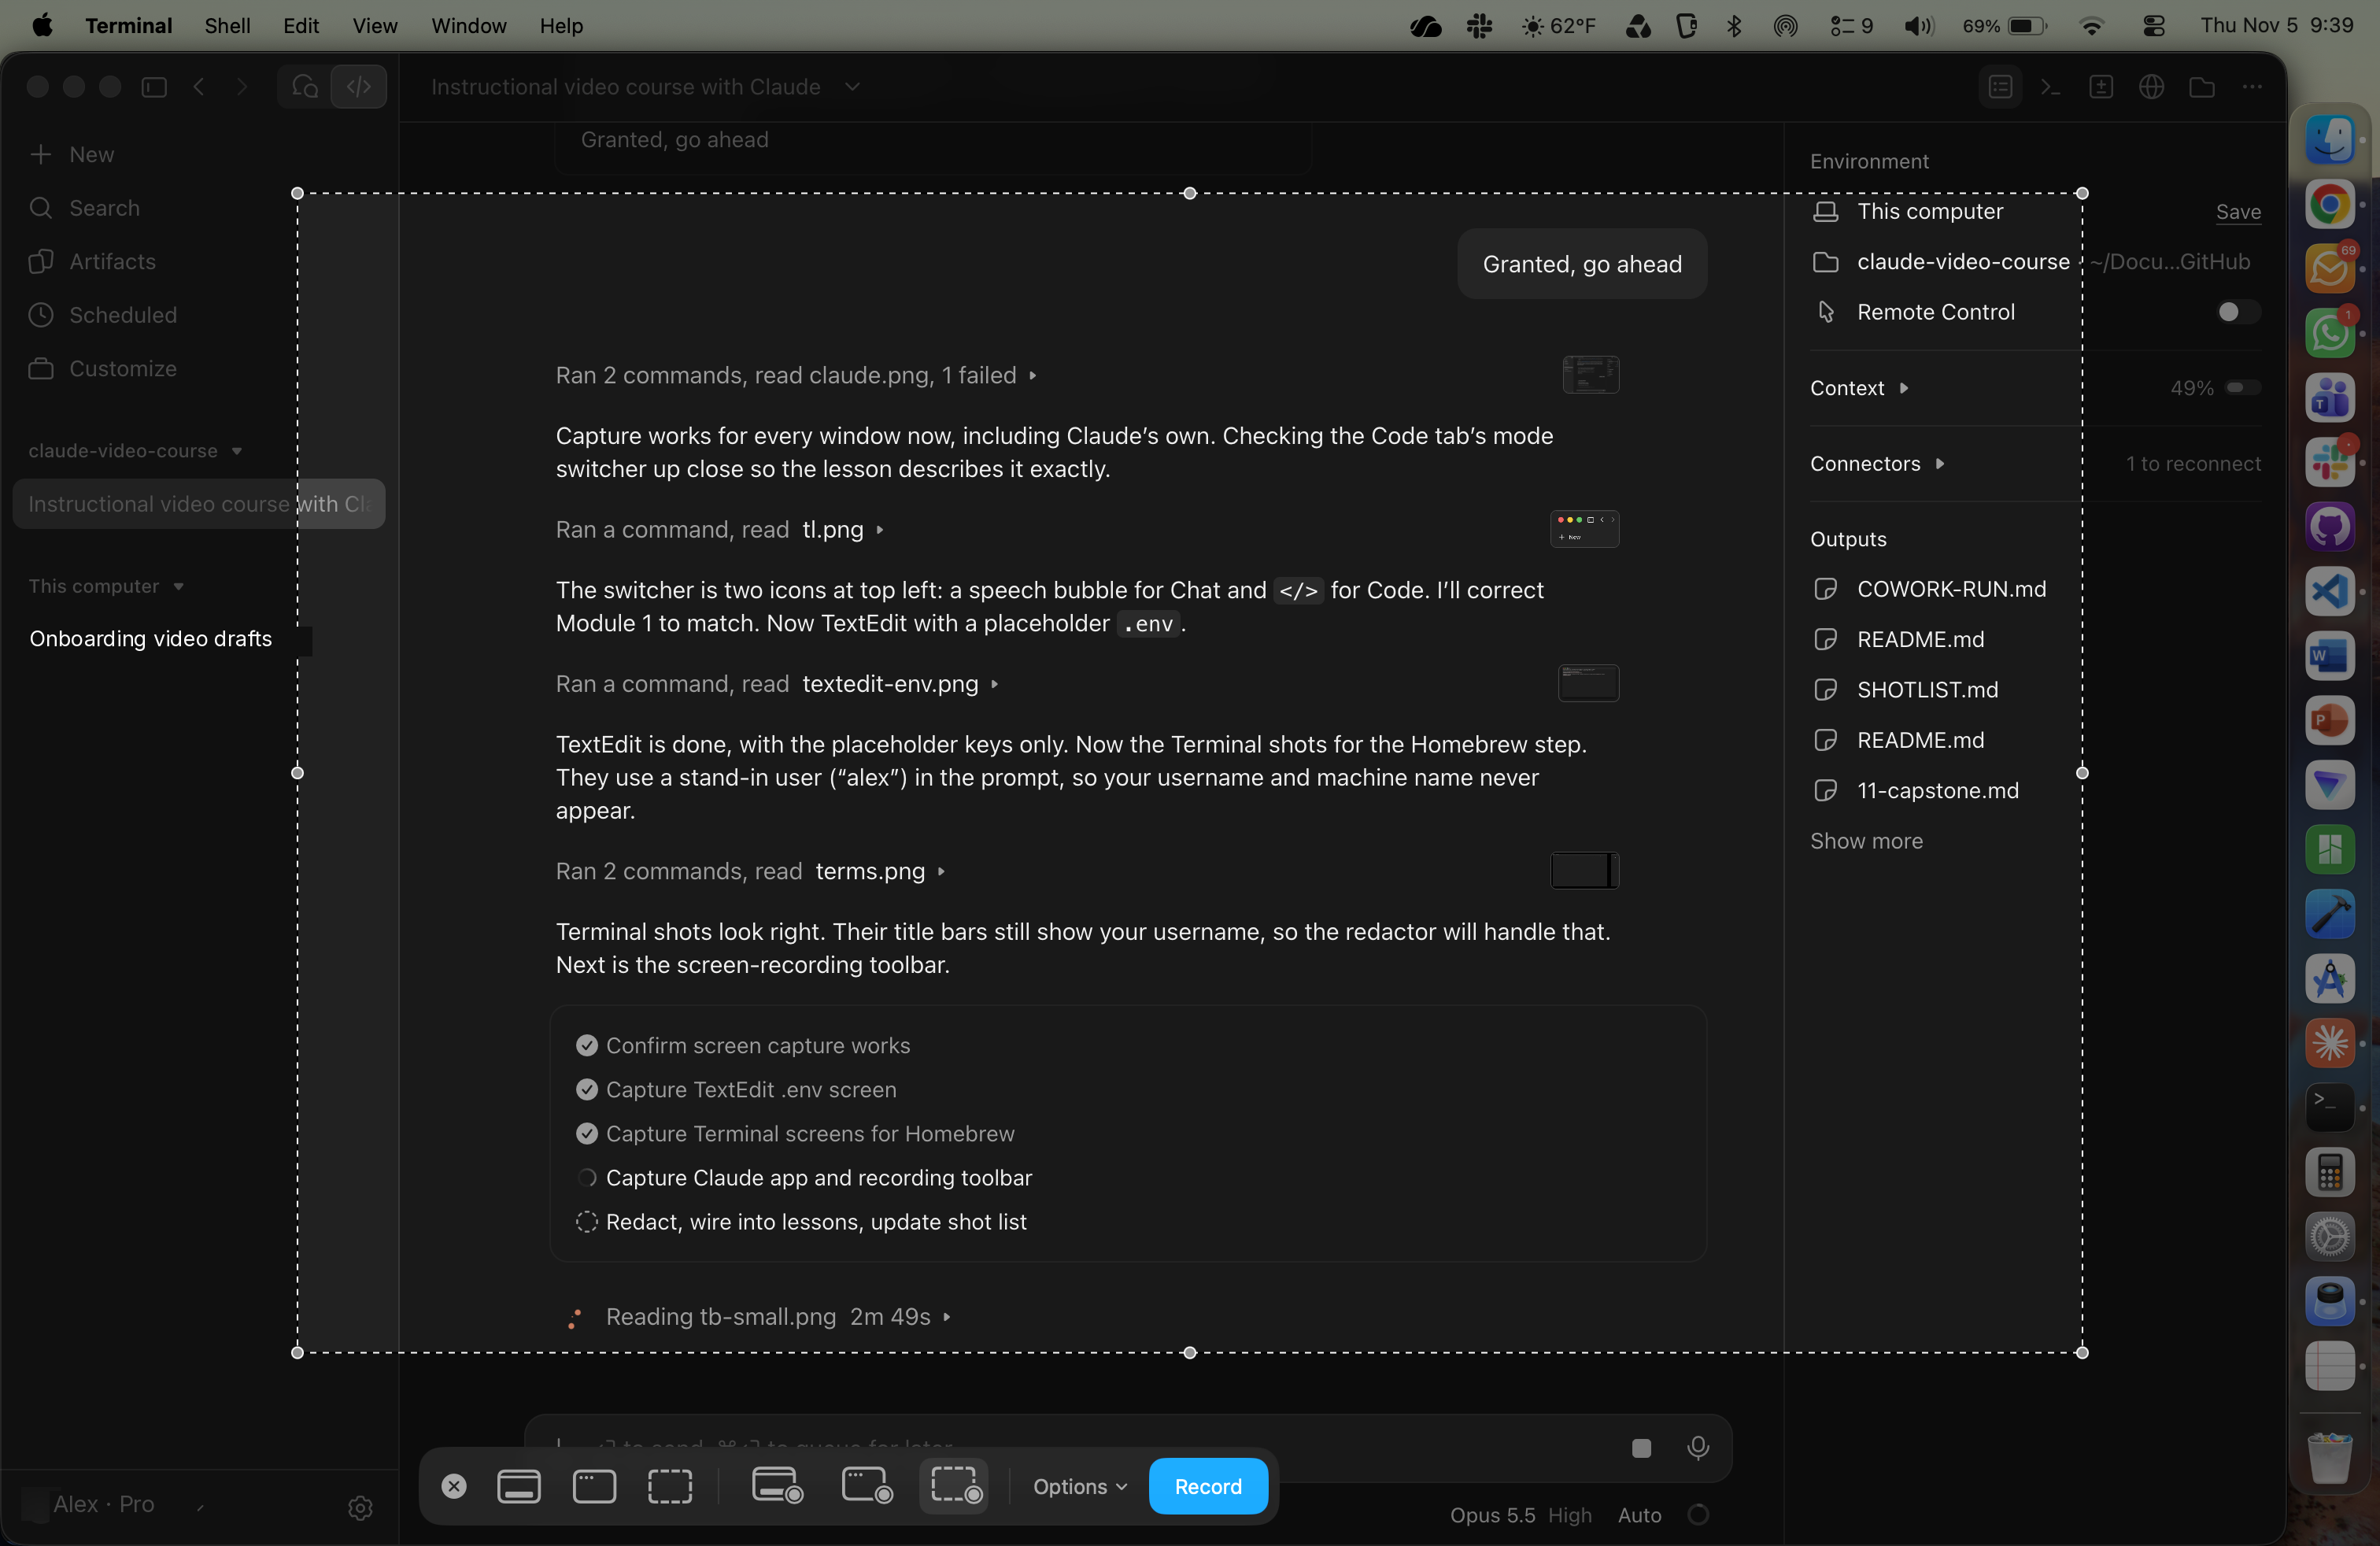 Terminal Shell Edit View Window Help 62°F 9 69% Thu Nov 5 9:39
Instructional video course with Claude
New
Search
Artifacts
Scheduled
Customize
claude-video-course
Instructional video course with Cla
This computer
Onboarding video drafts
Alex · Pro
Granted, go ahead
Granted, go ahead
Ran 2 commands, read claude.png, 1 failed
Capture works for every window now, including Claude’s own. Checking the Code tab’s mode
switcher up close so the lesson describes it exactly.
Ran a command, read tl.png
+ New
The switcher is two icons at top left: a speech bubble for Chat and </> for Code. I’ll correct
Module 1 to match. Now TextEdit with a placeholder .env.
Ran a command, read textedit-env.png
TextEdit is done, with the placeholder keys only. Now the Terminal shots for the Homebrew step.
They use a stand-in user (“alex”) in the prompt, so your username and machine name never
appear.
Ran 2 commands, read terms.png
Terminal shots look right. Their title bars still show your username, so the redactor will handle that.
Next is the screen-recording toolbar.
Confirm screen capture works
Capture TextEdit .env screen
Capture Terminal screens for Homebrew
Capture Claude app and recording toolbar
Redact, wire into lessons, update shot list
Reading tb-small.png 2m 49s
to send to queue for later
Options
Record
Opus 5.5 High Auto
Environment
This computer
Save
claude-video-course · ~/Docu...GitHub
Remote Control
Context
49%
Connectors
1 to reconnect
Outputs
COWORK-RUN.md
README.md
SHOTLIST.md
README.md
11-capstone.md
Show more
69
1